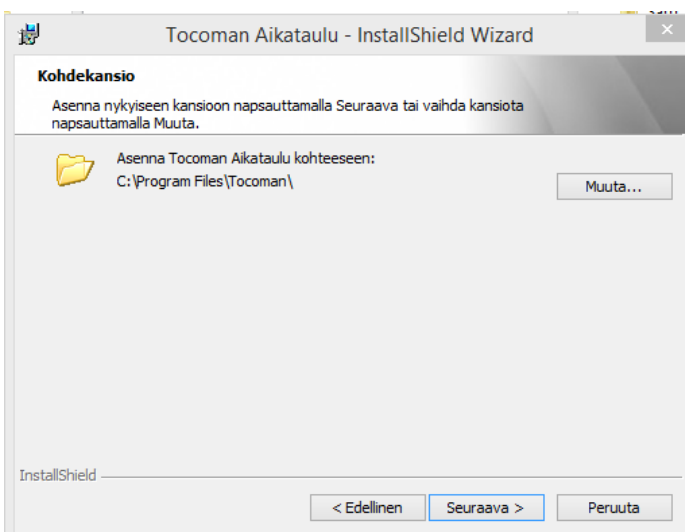 Tocoman Aikataulu - InstallShield Wizard
Kohdekansio
Asenna nykyiseen kansioon napsauttamalla Seuraava tai vaihda kansiota
napsauttamalla Muuta.
Asenna Tocoman Aikataulu kohteeseen:
C:\Program Files\Tocoman\
Muuta...
InstallShield
< Edellinen
Seuraava >
Peruuta